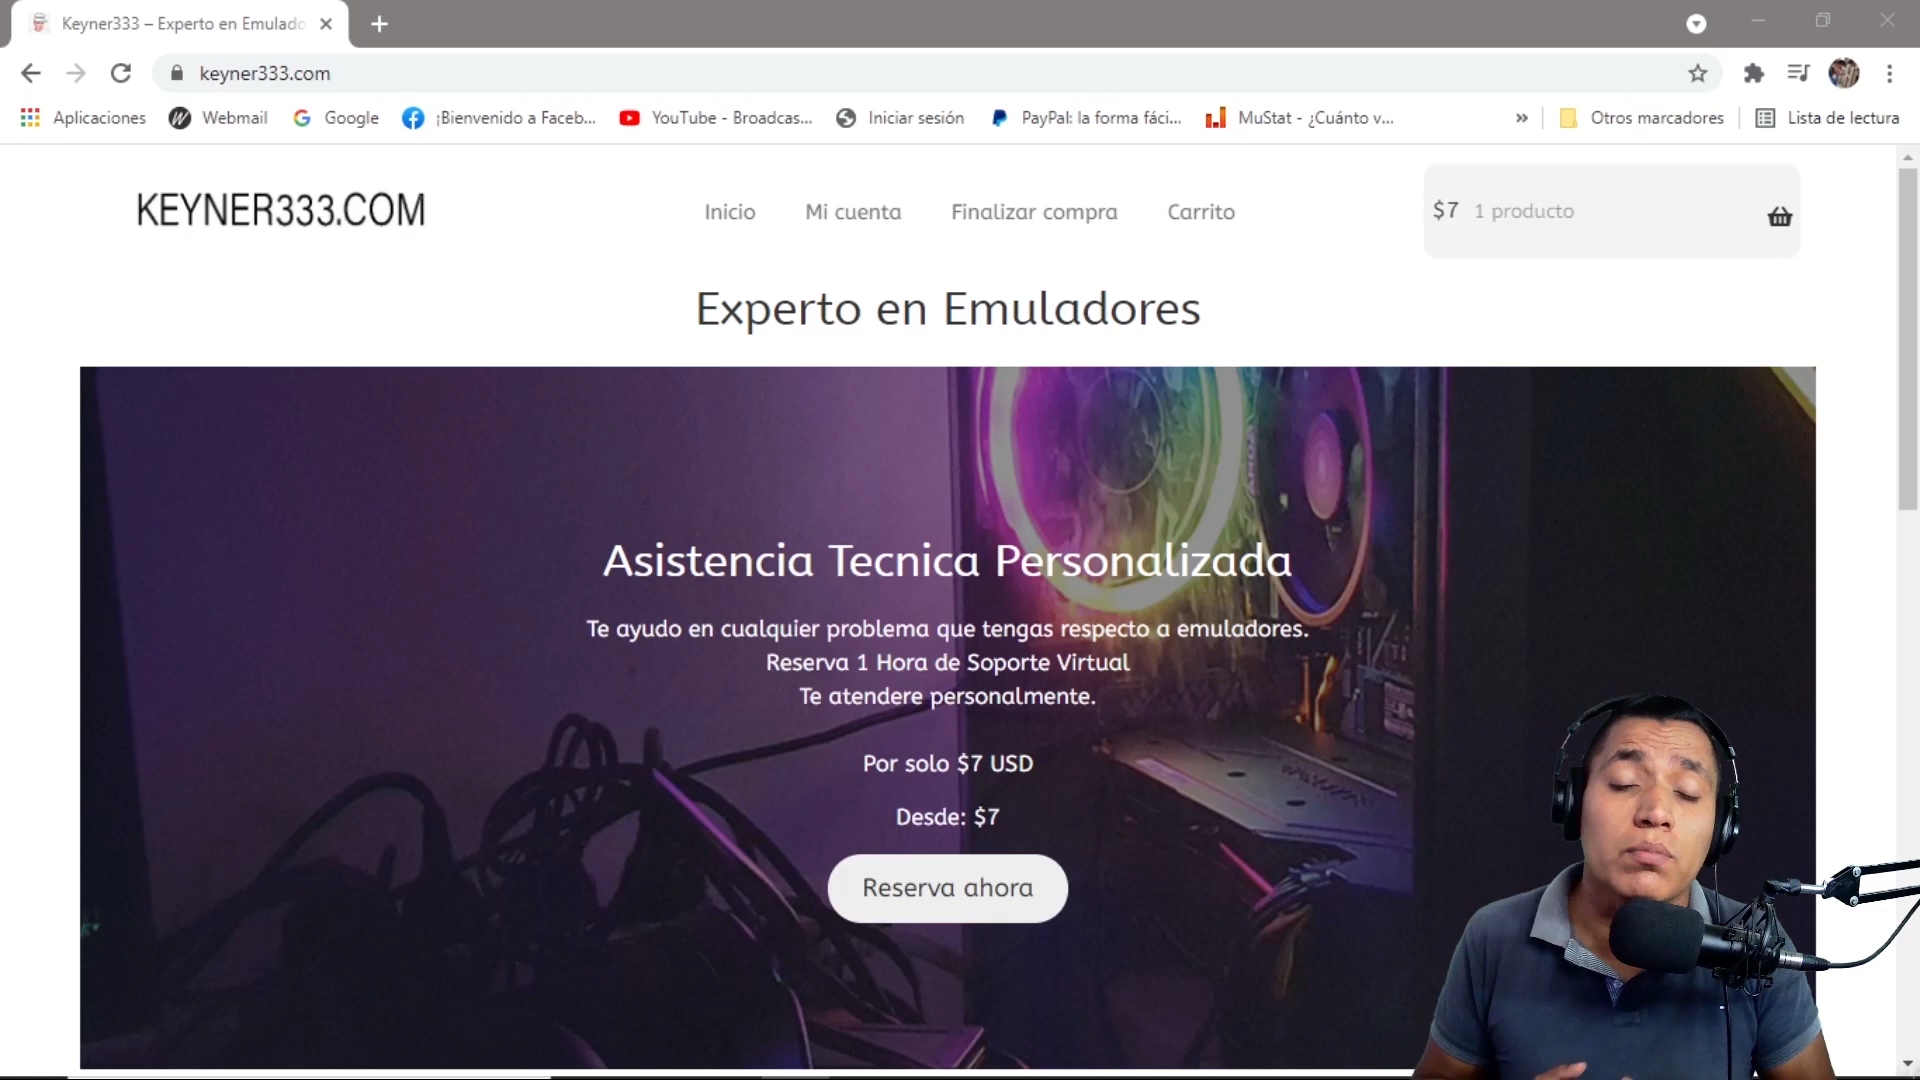 Keyner333 – Experto en Emulado
keyner333.com
Aplicaciones
Webmail
Google
¡Bienvenido a Faceb...
YouTube - Broadcas...
Iniciar sesión
PayPal: la forma fáci...
MuStat - ¿Cuánto v...
»
Otros marcadores
Lista de lectura
KEYNER333.COM
Inicio
Mi cuenta
Finalizar compra
Carrito
$7 1 producto
Experto en Emuladores
Asistencia Tecnica Personalizada
Te ayudo en cualquier problema que tengas respecto a emuladores.
Reserva 1 Hora de Soporte Virtual
Te atendere personalmente.
Por solo $7 USD
Desde: $7
Reserva ahora